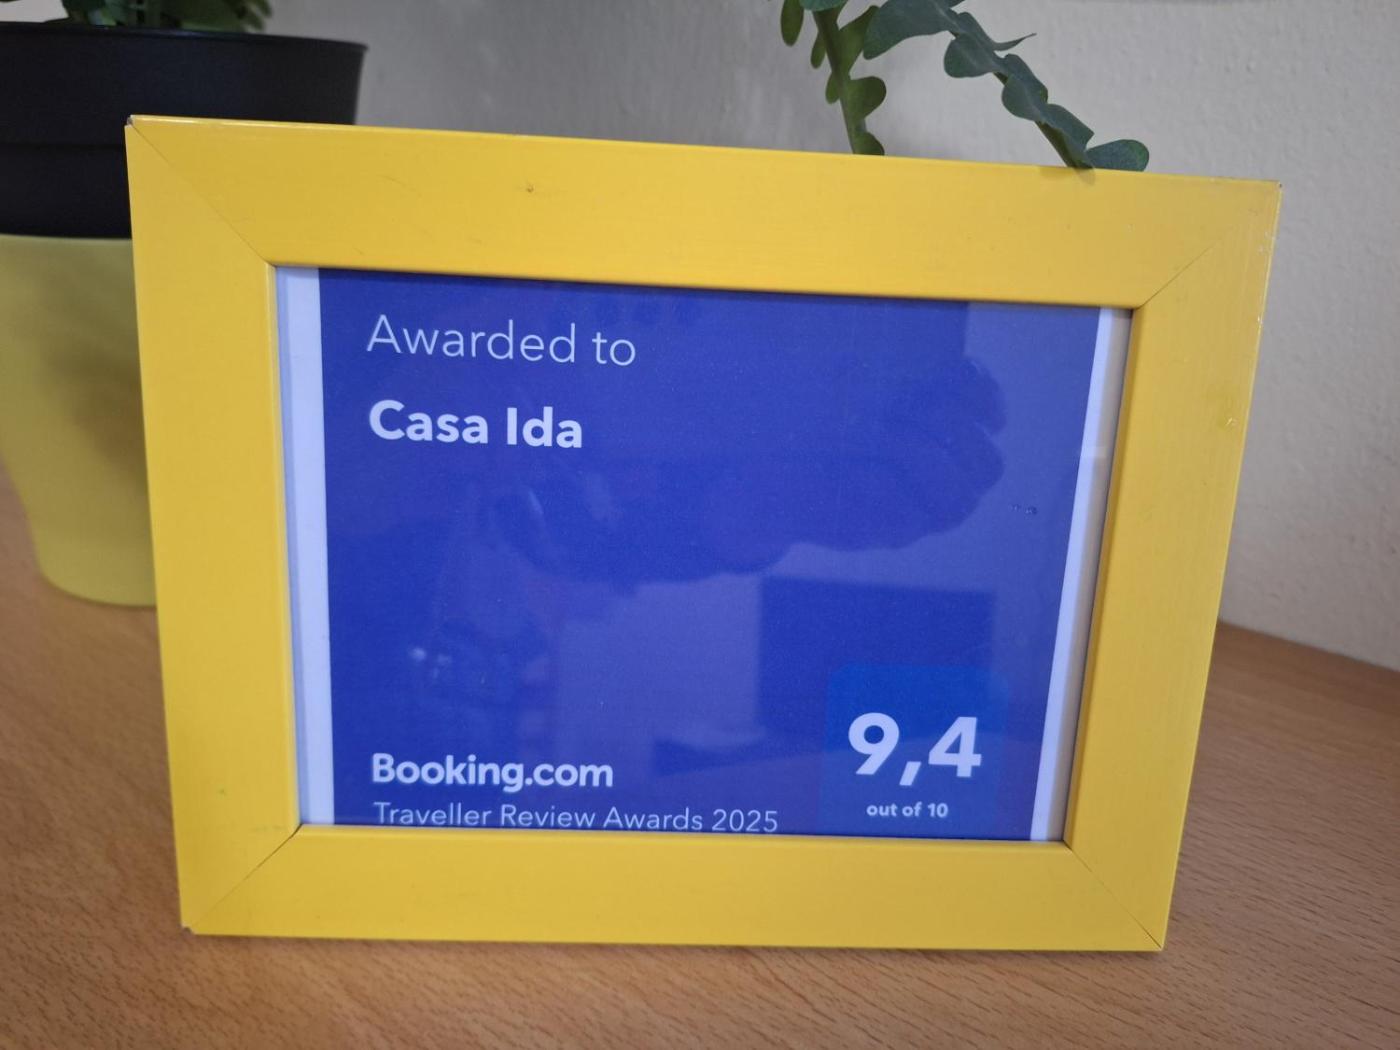 Awarded to
Casa Ida
9,4
out of 10
Booking.com
Traveller Review Awards 2025